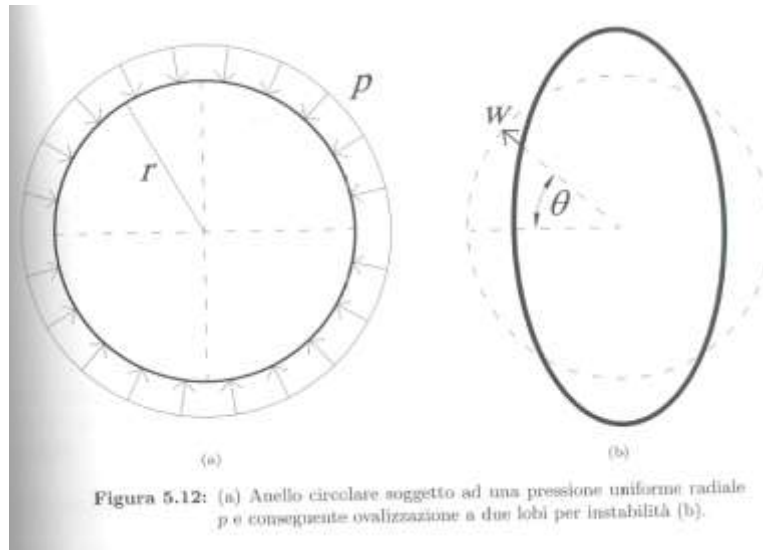 p
r
w
θ
(a)
(b)
Figura 5.12: (a) Anello circolare soggetto ad una pressione uniforme radiale
p e conseguente ovalizzazione a due lobi per instabilità (b).